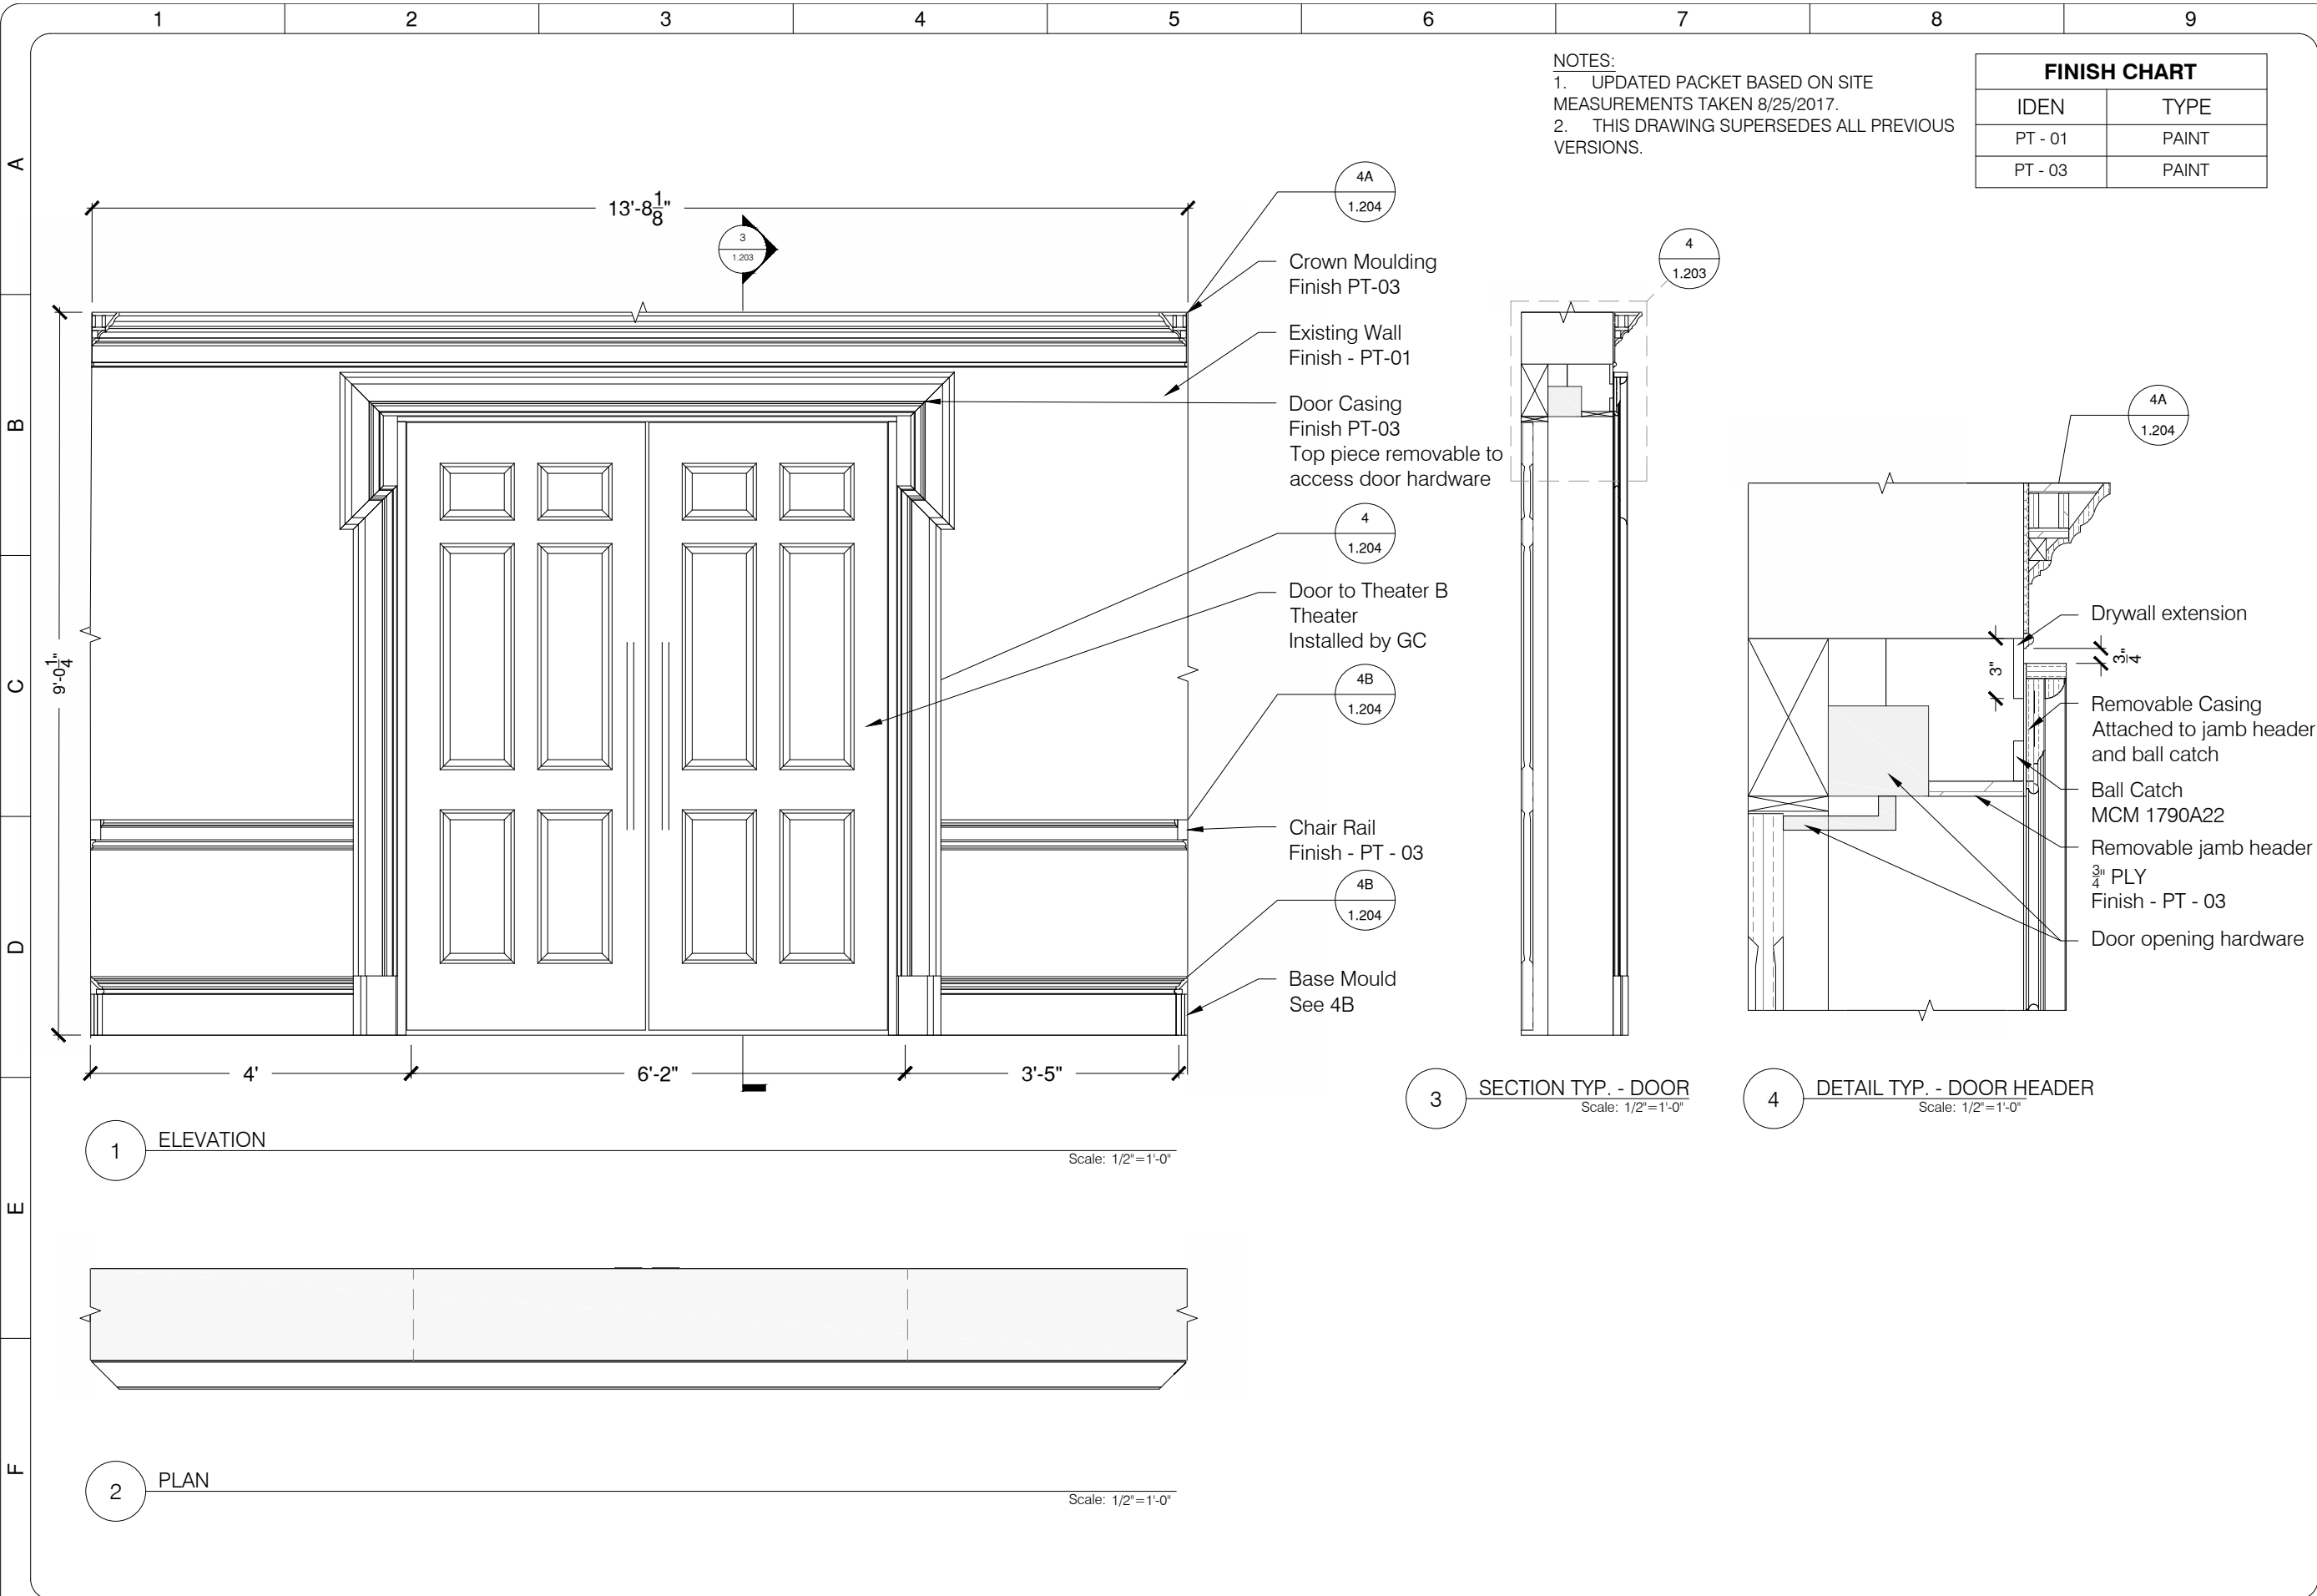 1 2 3 4 5 6 7 8 9
A
B
C
D
E
F
NOTES:
1. UPDATED PACKET BASED ON SITE
MEASUREMENTS TAKEN 8/25/2017.
2. THIS DRAWING SUPERSEDES ALL PREVIOUS
VERSIONS.
FINISH CHART
IDEN TYPE
PT - 01 PAINT
PT - 03 PAINT
13'-8 1/8"
3
1.203
9'-0 1/4"
4A
1.204
Crown Moulding
Finish PT-03
Existing Wall
Finish - PT-01
Door Casing
Finish PT-03
Top piece removable to
access door hardware
4
1.204
Door to Theater B
Theater
Installed by GC
4B
1.204
Chair Rail
Finish - PT - 03
4B
1.204
Base Mould
See 4B
4' 6'-2" 3'-5"
1 ELEVATION
Scale: 1/2"=1'-0"
2 PLAN
Scale: 1/2"=1'-0"
4
1.203
3 SECTION TYP. - DOOR
Scale: 1/2"=1'-0"
4A
1.204
Drywall extension
3"
3/4"
Removable Casing
Attached to jamb header
and ball catch
Ball Catch
MCM 1790A22
Removable jamb header
3/4" PLY
Finish - PT - 03
Door opening hardware
4 DETAIL TYP. - DOOR HEADER
Scale: 1/2"=1'-0"